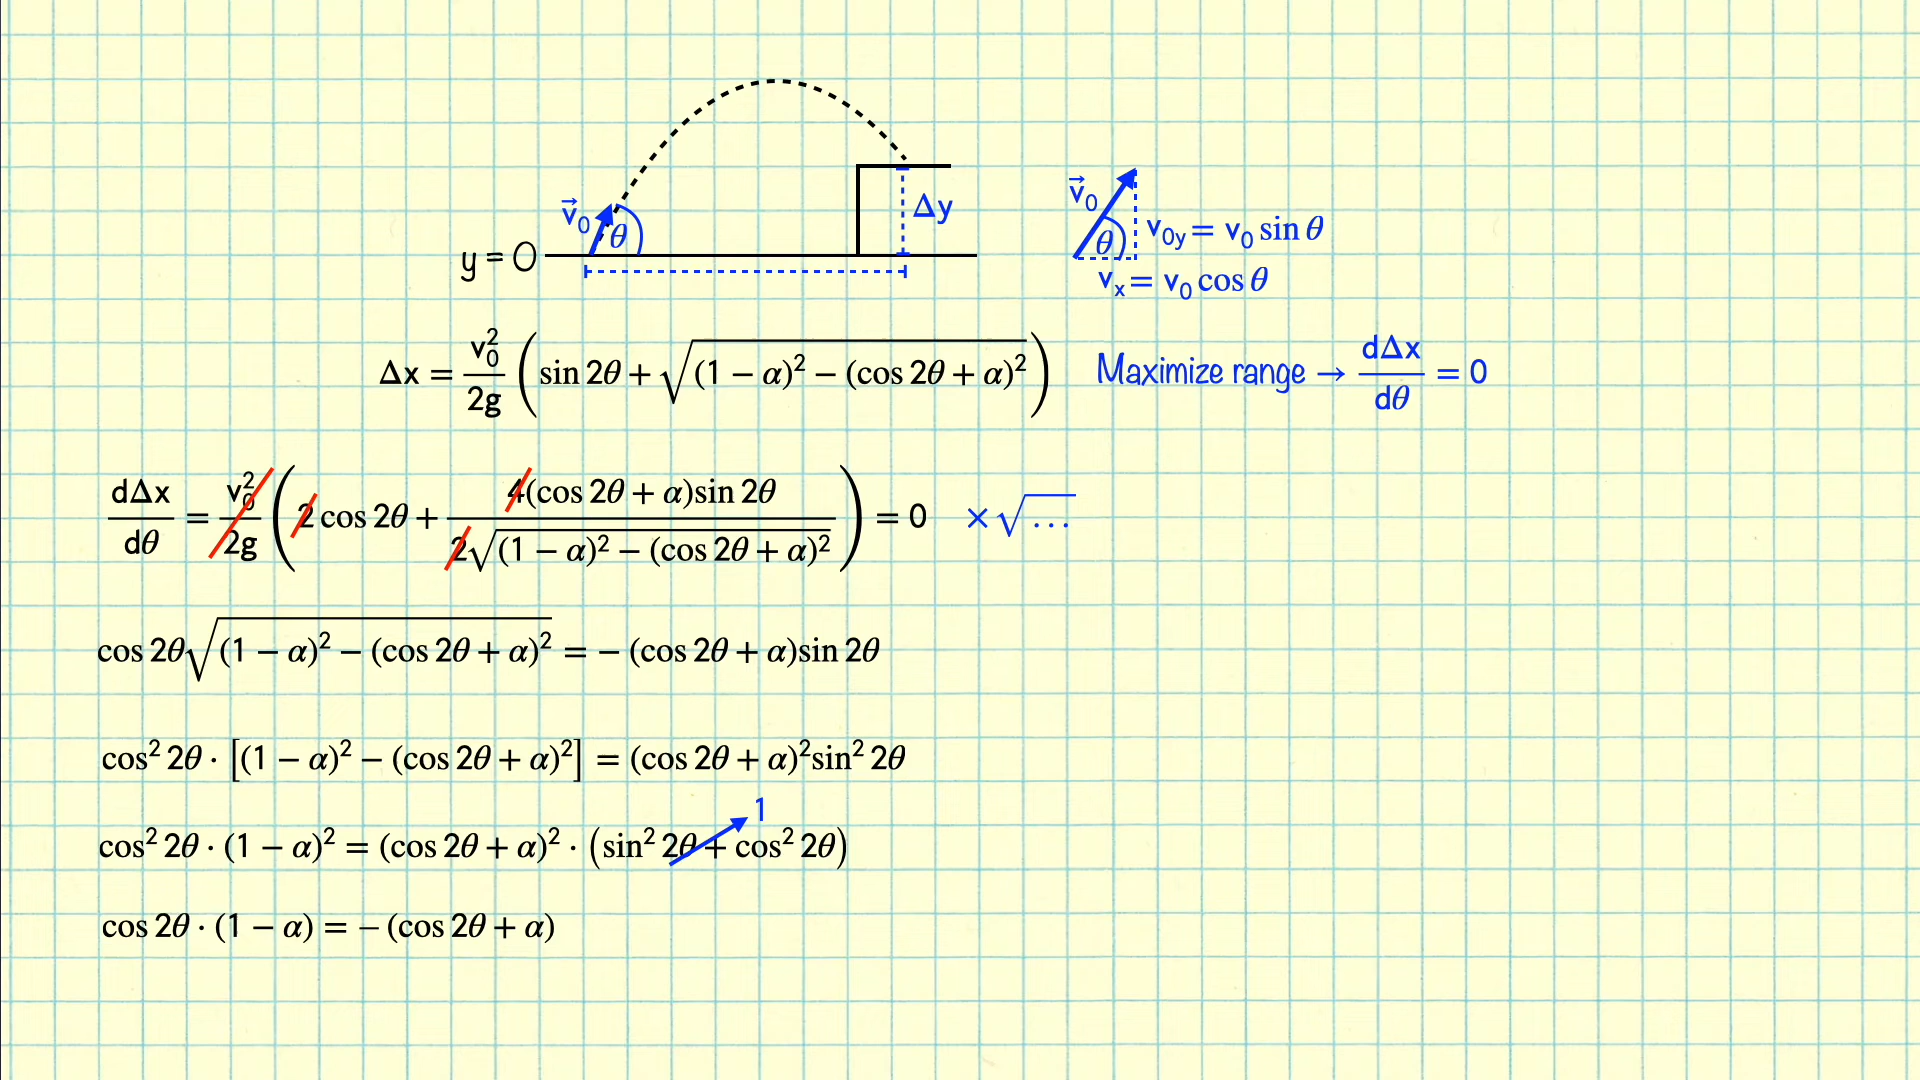 v⃗₀ θ Δy
y = 0
v⃗₀ θ v₀y = v₀ sin θ
vₓ = v₀ cos θ
Δx = v₀²/2g (sin 2θ + √((1 − α)² − (cos 2θ + α)²)) Maximize range → dΔx/dθ = 0
dΔx/dθ = v₀²/2g (2 cos 2θ + 4(cos 2θ + α)sin 2θ / 2√((1 − α)² − (cos 2θ + α)²)) = 0 × √...
cos 2θ√((1 − α)² − (cos 2θ + α)²) = − (cos 2θ + α)sin 2θ
cos² 2θ · [(1 − α)² − (cos 2θ + α)²] = (cos 2θ + α)²sin² 2θ
1
cos² 2θ · (1 − α)² = (cos 2θ + α)² · (sin² 2θ + cos² 2θ)
cos 2θ · (1 − α) = − (cos 2θ + α)